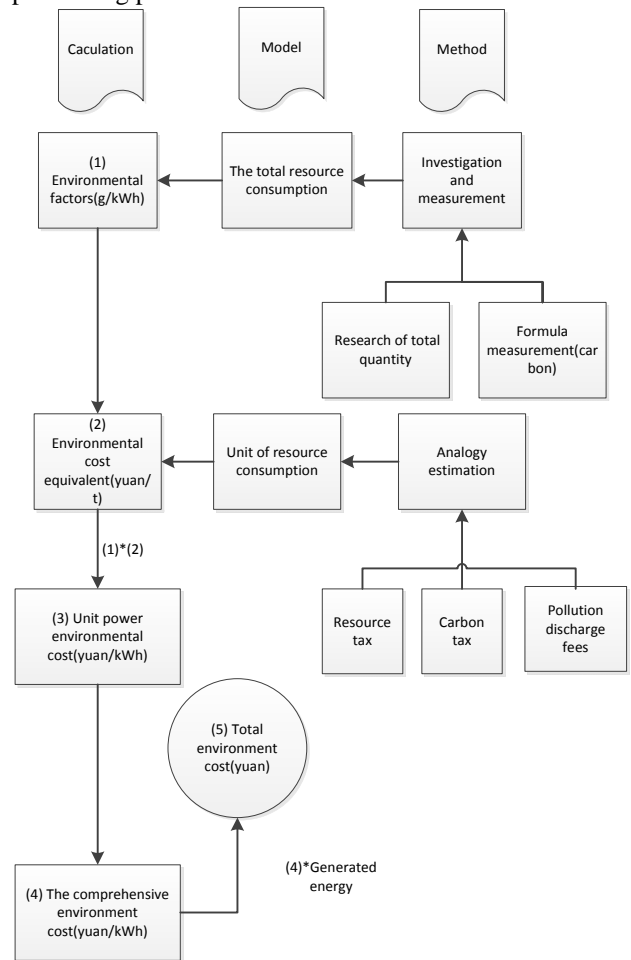 Caculation
Model
Method
(1)
Environmental
factors(g/kWh)
The total resource
consumption
Investigation
and
measurement
Research of total
quantity
Formula
measurement(car
bon)
(2)
Environmental
cost
equivalent(yuan/
t)
Unit of resource
consumption
Analogy
estimation
(1)*(2)
(3) Unit power
environmental
cost(yuan/kWh)
Resource
tax
Carbon
tax
Pollution
discharge
fees
(5) Total
environment
cost(yuan)
(4)*Generated
energy
(4) The comprehensive
environment
cost(yuan/kWh)